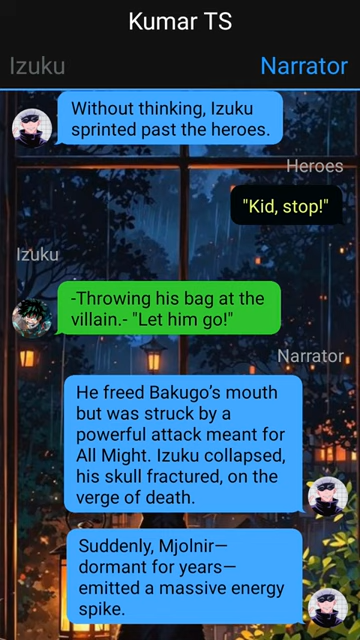 Kumar TS
Izuku
Narrator
Without thinking, Izuku
sprinted past the heroes.
Heroes
"Kid, stop!"
Izuku
-Throwing his bag at the
villain.- "Let him go!"
Narrator
He freed Bakugo’s mouth
but was struck by a
powerful attack meant for
All Might. Izuku collapsed,
his skull fractured, on the
verge of death.
Suddenly, Mjolnir—
dormant for years—
emitted a massive energy
spike.